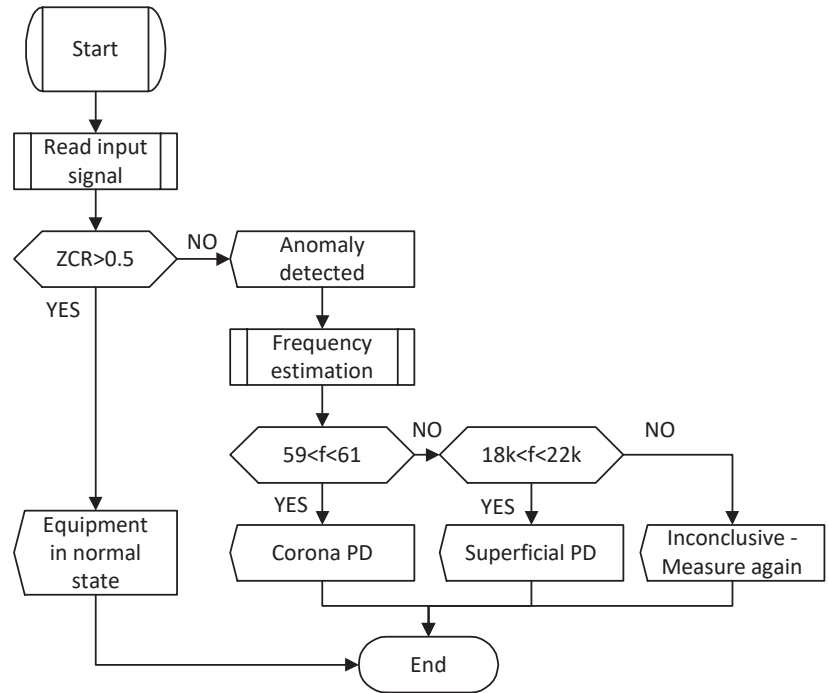 Start
Read input
signal
ZCR>0.5
NO
Anomaly
detected
YES
Frequency
estimation
59<f<61
NO
18k<f<22k
NO
YES
YES
Equipment
in normal
state
Corona PD
Superficial PD
Inconclusive -
Measure again
End